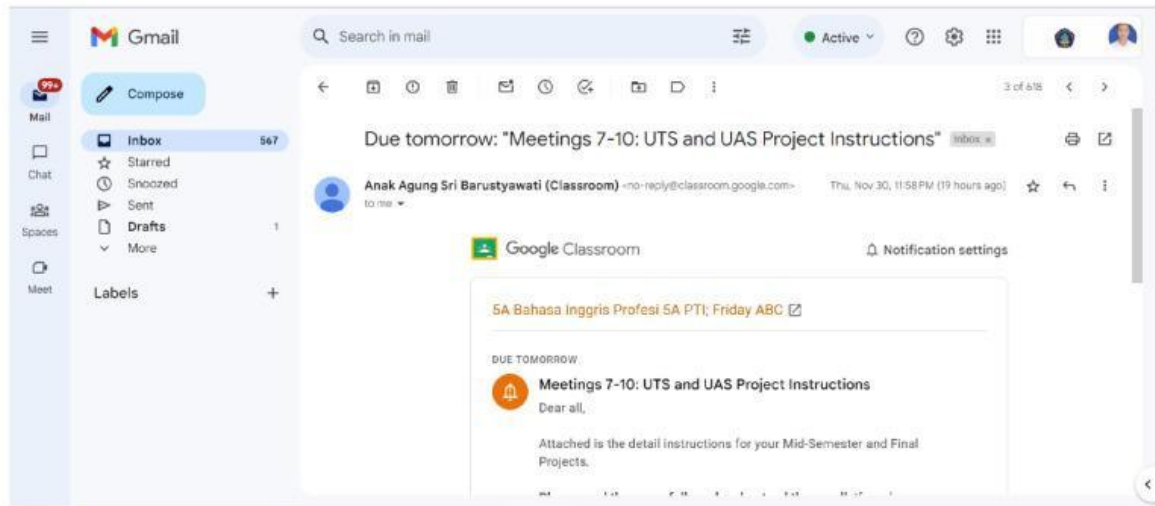 Gmail
Search in mail
Active
99+
Mail
Compose
3 of 618
Chat
Inbox 567
Starred
Snoozed
Sent
Drafts 1
More
Spaces
Meet
Labels
Due tomorrow: "Meetings 7-10: UTS and UAS Project Instructions" Inbox x
Anak Agung Sri Barustyawati (Classroom) <no-reply@classroom.google.com> Thu, Nov 30, 11:58 PM (19 hours ago)
to me
Google Classroom
Notification settings
5A Bahasa Inggris Profesi 5A PTI; Friday ABC
DUE TOMORROW
Meetings 7-10: UTS and UAS Project Instructions
Dear all,
Attached is the detail instructions for your Mid-Semester and Final
Projects.